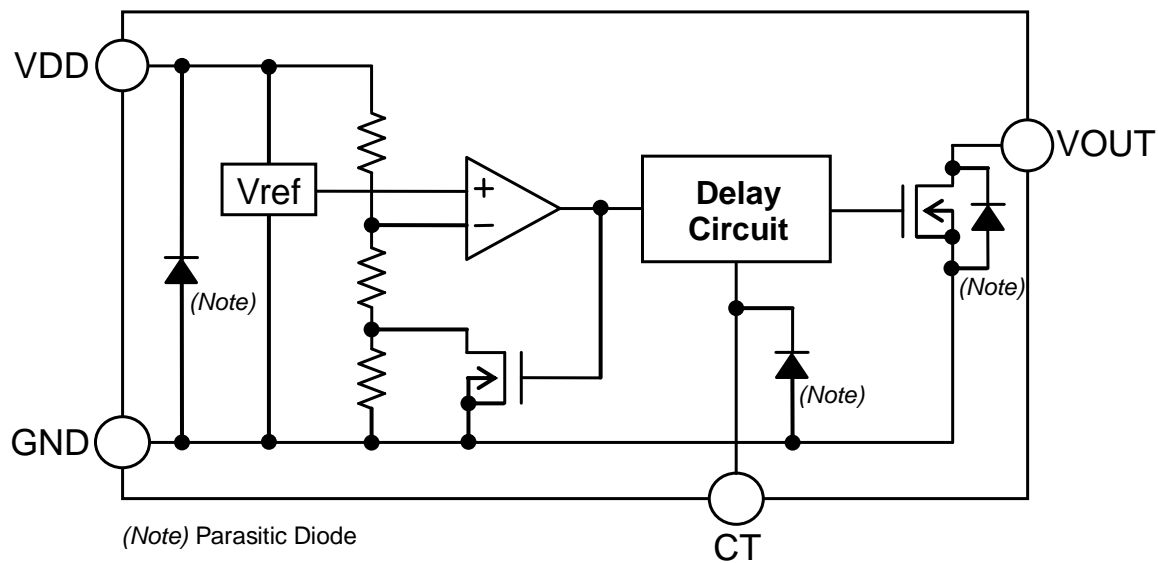 VDD
VOUT
Vref
+
−
Delay
Circuit
(Note)
(Note)
(Note)
GND
(Note) Parasitic Diode
CT